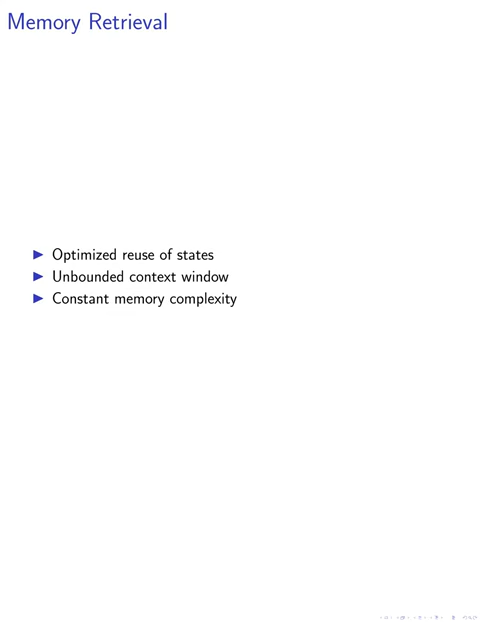 Memory Retrieval
Optimized reuse of states
Unbounded context window
Constant memory complexity